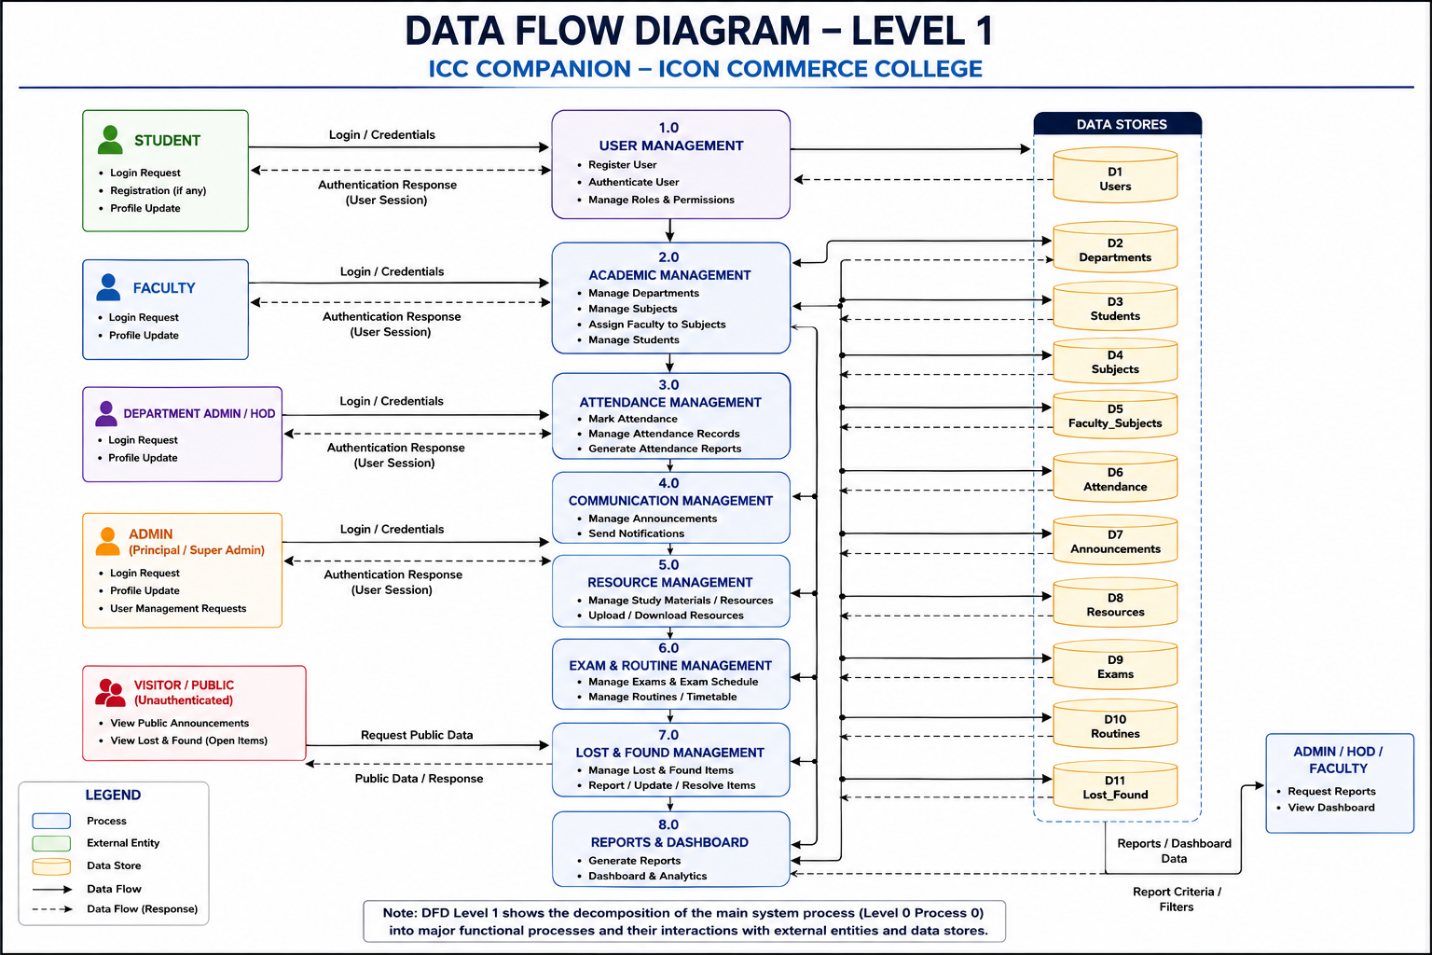 DATA FLOW DIAGRAM – LEVEL 1
ICC COMPANION – ICON COMMERCE COLLEGE
STUDENT
• Login Request
• Registration (if any)
• Profile Update
Login / Credentials
Authentication Response
(User Session)
FACULTY
• Login Request
• Profile Update
Login / Credentials
Authentication Response
(User Session)
DEPARTMENT ADMIN / HOD
• Login Request
• Profile Update
Login / Credentials
Authentication Response
(User Session)
ADMIN
(Principal / Super Admin)
• Login Request
• Profile Update
• User Management Requests
Login / Credentials
Authentication Response
(User Session)
VISITOR / PUBLIC
(Unauthenticated)
• View Public Announcements
• View Lost & Found (Open Items)
Request Public Data
Public Data / Response
1.0
USER MANAGEMENT
• Register User
• Authenticate User
• Manage Roles & Permissions
2.0
ACADEMIC MANAGEMENT
• Manage Departments
• Manage Subjects
• Assign Faculty to Subjects
• Manage Students
3.0
ATTENDANCE MANAGEMENT
• Mark Attendance
• Manage Attendance Records
• Generate Attendance Reports
4.0
COMMUNICATION MANAGEMENT
• Manage Announcements
• Send Notifications
5.0
RESOURCE MANAGEMENT
• Manage Study Materials / Resources
• Upload / Download Resources
6.0
EXAM & ROUTINE MANAGEMENT
• Manage Exams & Exam Schedule
• Manage Routines / Timetable
7.0
LOST & FOUND MANAGEMENT
• Manage Lost & Found Items
• Report / Update / Resolve Items
8.0
REPORTS & DASHBOARD
• Generate Reports
• Dashboard & Analytics
DATA STORES
D1
Users
D2
Departments
D3
Students
D4
Subjects
D5
Faculty_Subjects
D6
Attendance
D7
Announcements
D8
Resources
D9
Exams
D10
Routines
D11
Lost_Found
ADMIN / HOD /
FACULTY
• Request Reports
• View Dashboard
Reports / Dashboard
Data
Report Criteria /
Filters
LEGEND
Process
External Entity
Data Store
Data Flow
Data Flow (Response)
Note: DFD Level 1 shows the decomposition of the main system process (Level 0 Process 0)
into major functional processes and their interactions with external entities and data stores.